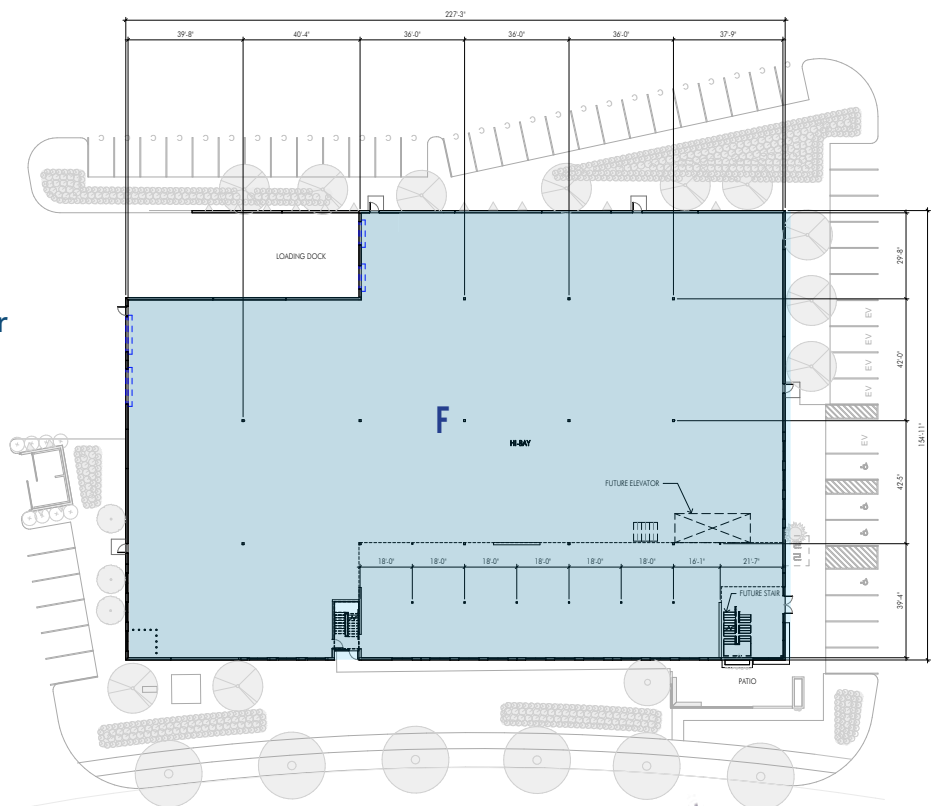 227'-3"
39'-8" 40'-4" 36'-0" 36'-0" 36'-0" 37'-9"
LOADING DOCK
29'-8"
r
EV
EV
42'-0"
EV
EV
F
154'-11"
HI-BAY
EV
42'-5"
FUTURE ELEVATOR
18'-0" 18'-0" 18'-0" 18'-0" 18'-0" 18'-0" 16'-1" 21'-7"
FUTURE STAIR
39'-4"
PATIO